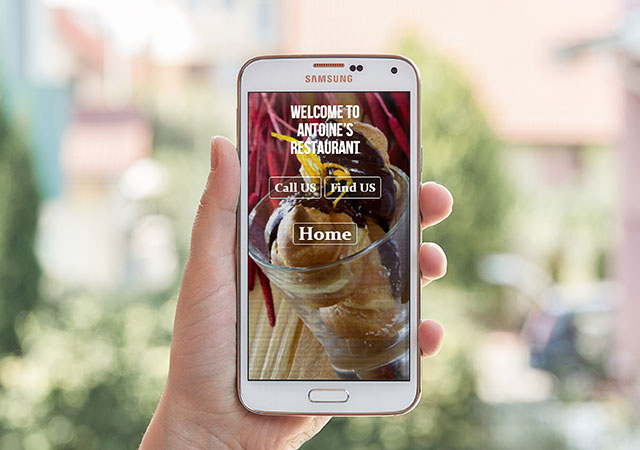 SAMSUNG
WELCOME TO
ANTOINE'S
RESTAURANT
Call US Find US
Home